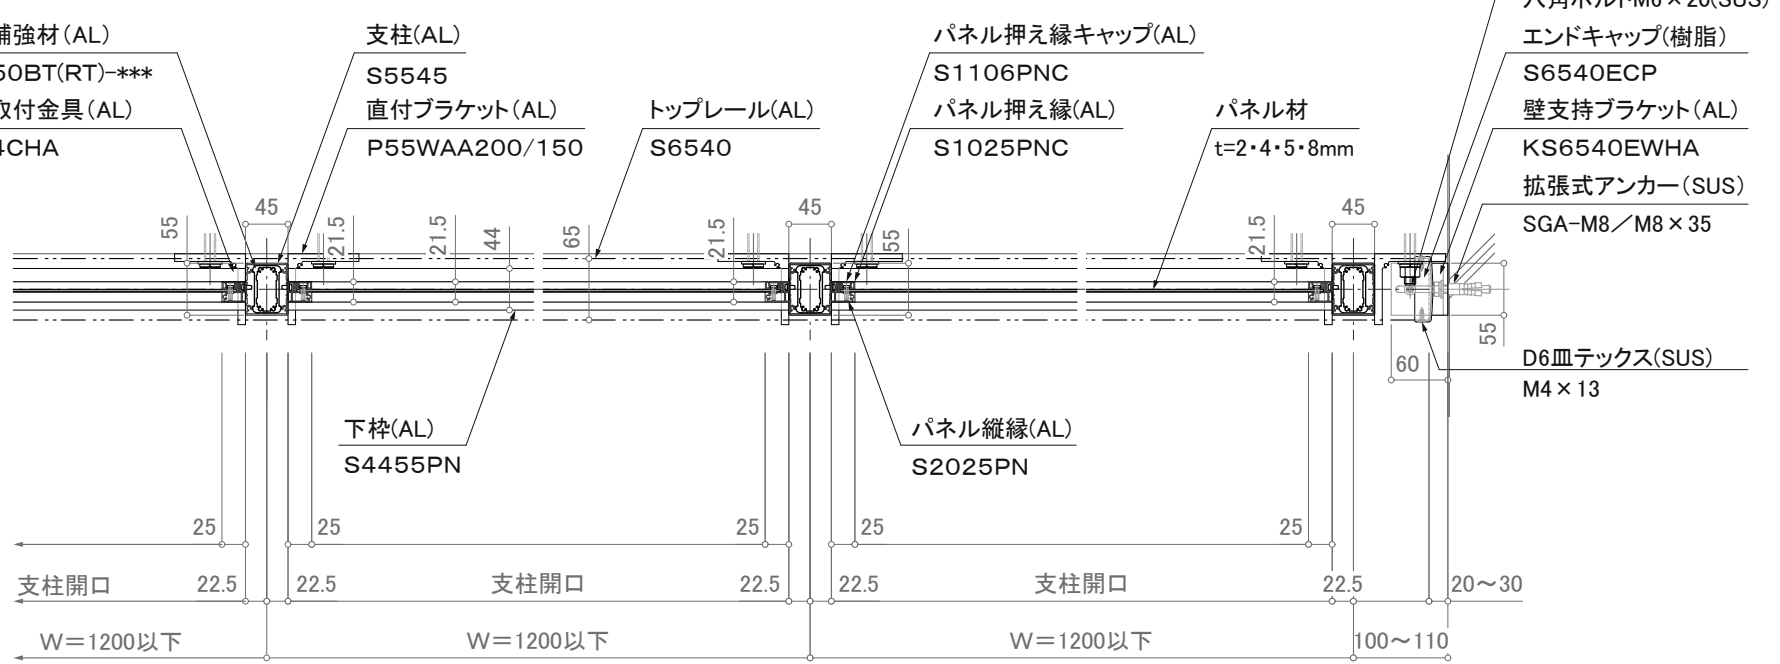 補強材(AL)
50BT(RT)-***
取付金具(AL)
4CHA
支柱(AL)
S5545
直付ブラケット(AL)
P55WAA200/150
トップレール(AL)
S6540
パネル押え縁キャップ(AL)
S1106PNC
パネル押え縁(AL)
S1025PNC
パネル材
t=2・4・5・8mm
六角ボルトM6×20(SUS)
エンドキャップ(樹脂)
S6540ECP
壁支持ブラケット(AL)
KS6540EWHA
拡張式アンカー(SUS)
SGA-M8／M8×35
55
45
21.5
21.5
44
65
21.5
45
55
21.5
45
55
60
D6皿テックス(SUS)
M4×13
下枠(AL)
S4455PN
パネル縦縁(AL)
S2025PN
25
25
25
25
25
支柱開口
22.5
22.5
支柱開口
22.5
22.5
支柱開口
22.5
20～30
W＝1200以下
W＝1200以下
W＝1200以下
100～110